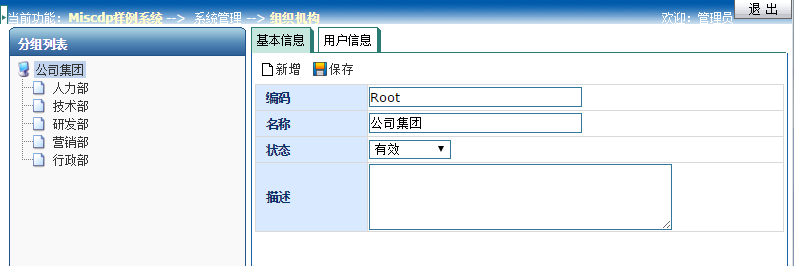 当前功能: Miscdp样例系统 --> 系统管理 --> 组织机构
欢迎: 管理员
退 出
分组列表
公司集团
人力部
技术部
研发部
营销部
行政部
基本信息 用户信息
新增 保存
编码 Root
名称 公司集团
状态 有效
描述